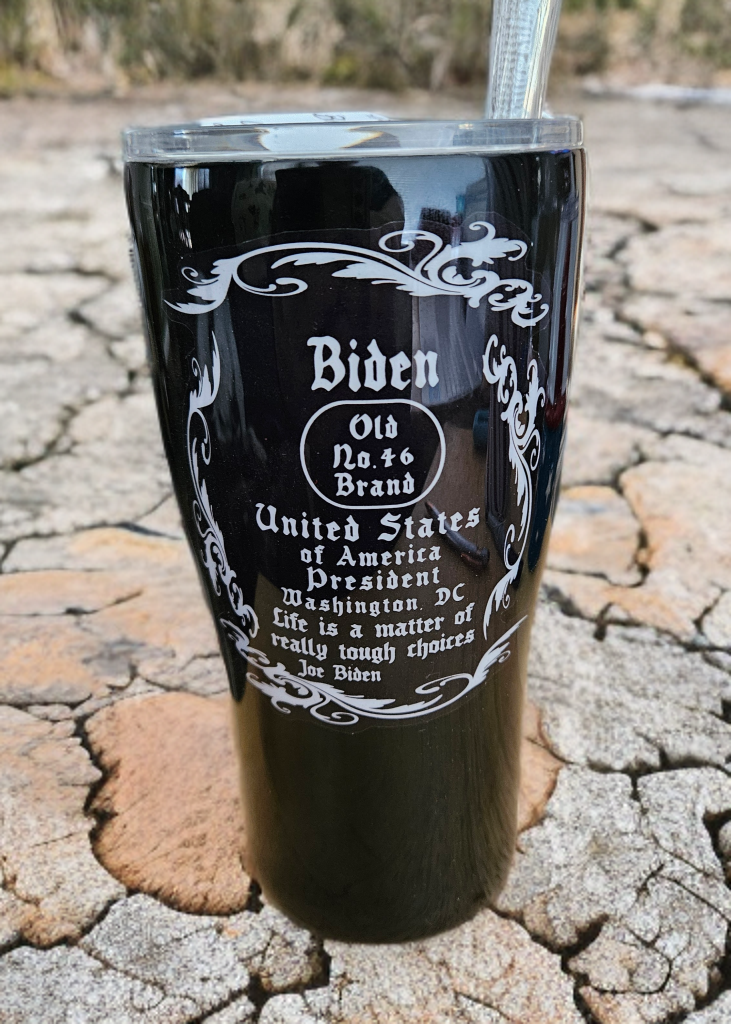 Biden
Old
No.46
Brand
United States
of America
President
Washington, DC
Life is a matter of
really tough choices
Joe Biden